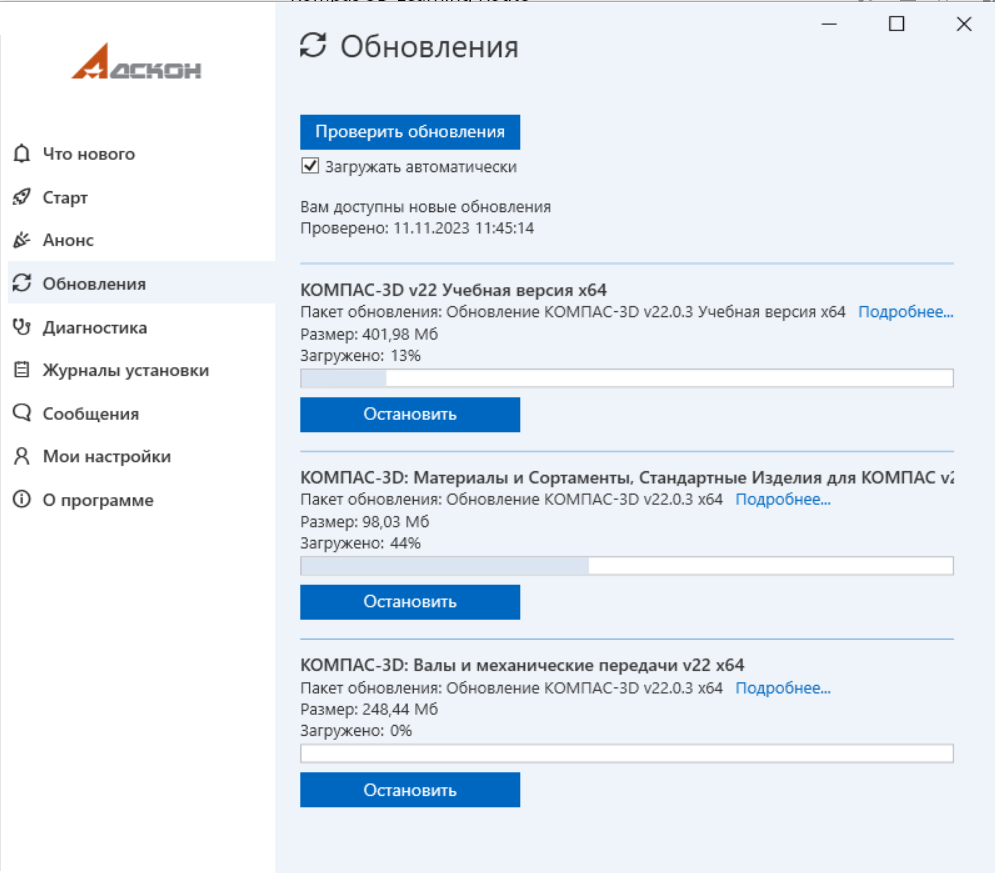 Обновления
АСКОН
Проверить обновления
Загружать автоматически
Что нового
Старт
Анонс
Обновления
Диагностика
Журналы установки
Сообщения
Мои настройки
О программе
Вам доступны новые обновления
Проверено: 11.11.2023 11:45:14
КОМПАС-3D v22 Учебная версия x64
Пакет обновления: Обновление КОМПАС-3D v22.0.3 Учебная версия x64 Подробнее...
Размер: 401,98 Мб
Загружено: 13%
Остановить
КОМПАС-3D: Материалы и Сортаменты, Стандартные Изделия для КОМПАС
Пакет обновления: Обновление КОМПАС-3D v22.0.3 x64 Подробнее...
Размер: 98,03 Мб
Загружено: 44%
Остановить
КОМПАС-3D: Валы и механические передачи v22 x64
Пакет обновления: Обновление КОМПАС-3D v22.0.3 x64 Подробнее...
Размер: 248,44 Мб
Загружено: 0%
Остановить